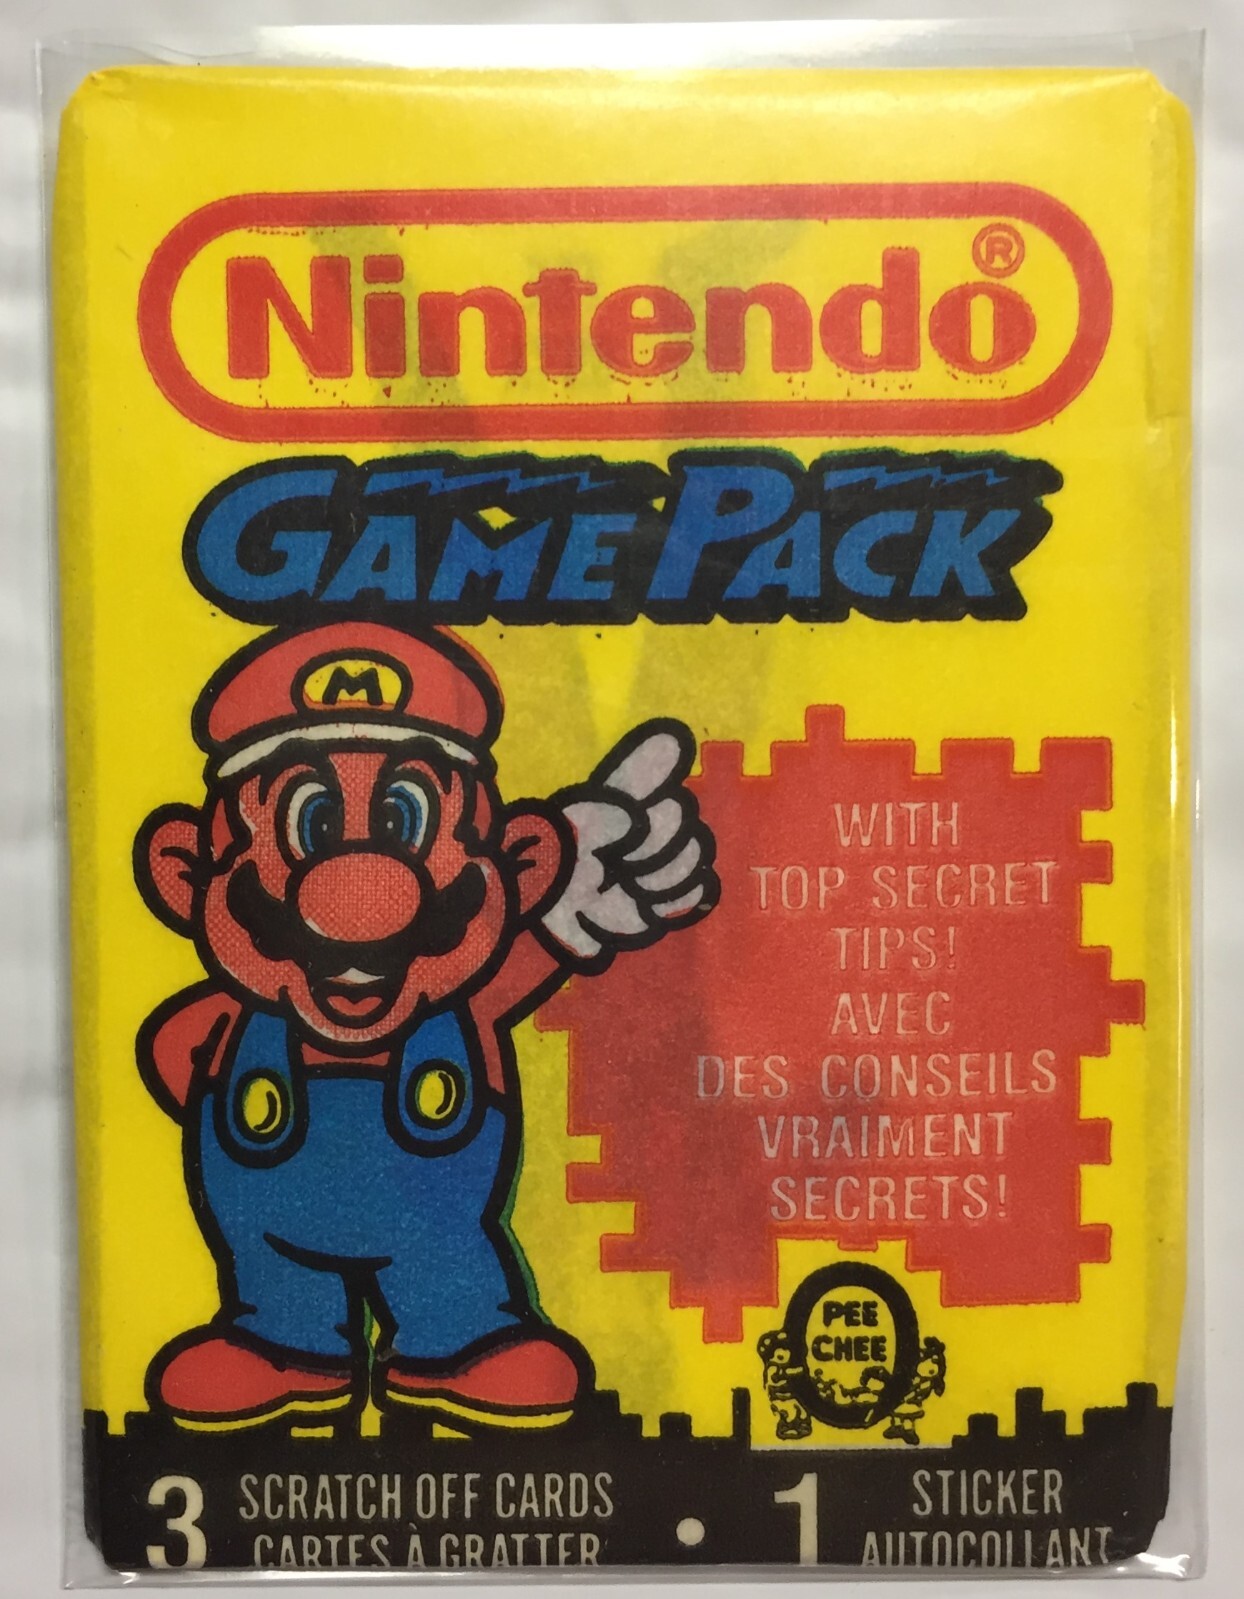 Nintendo®
GAME PACK
M
WITH
TOP SECRET
TIPS!
AVEC
DES CONSEILS
VRAIMENT
SECRETS!
O
PEE
CHEE
3 SCRATCH OFF CARDS
CARTES À GRATTER
• 1 STICKER
AUTOCOLLANT